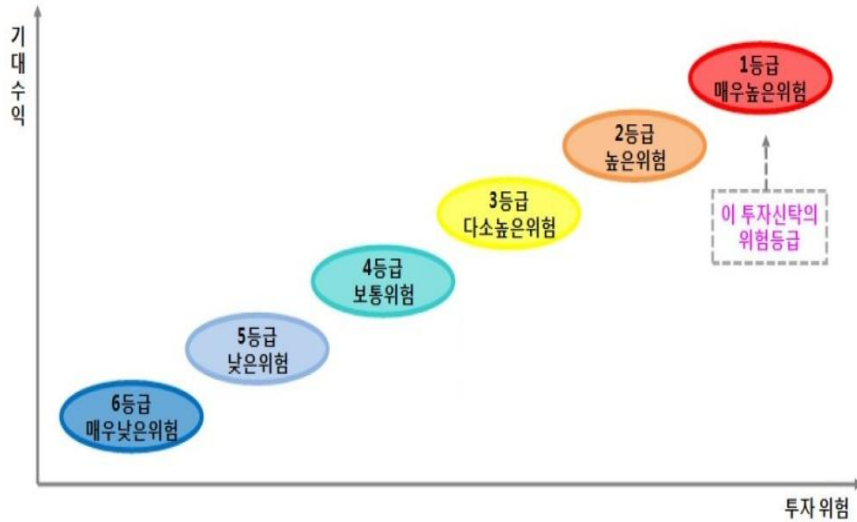 기대수익
1등급
매우높은위험
2등급
높은위험
3등급
다소높은위험
이 투자신탁의
위험등급
4등급
보통위험
5등급
낮은위험
6등급
매우낮은위험
투자 위험